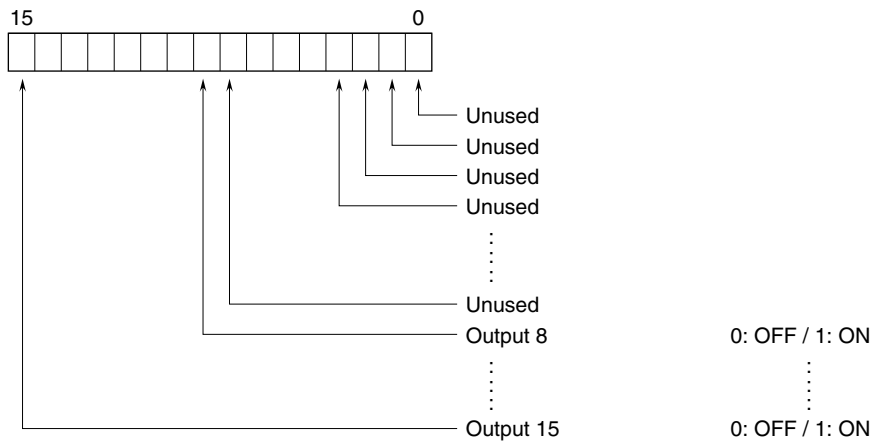 15 0
Unused
Unused
Unused
Unused
Unused
Output 8 0: OFF / 1: ON
Output 15 0: OFF / 1: ON